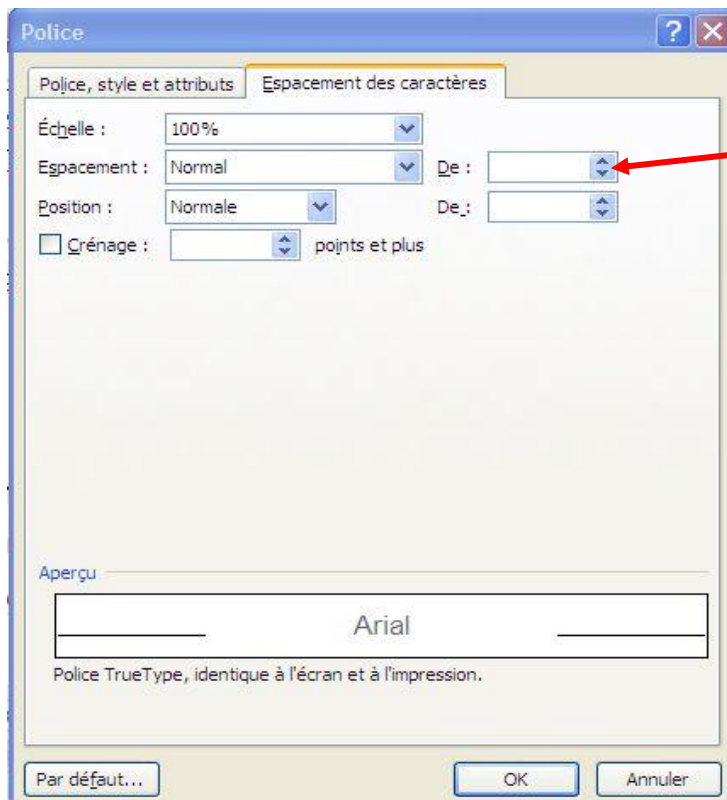 Police
Police, style et attributs Espacement des caractères
Échelle : 100%
Espacement : Normal De :
Position : Normale De :
Crénage : points et plus
Aperçu
Arial
Police TrueType, identique à l'écran et à l'impression.
Par défaut... OK Annuler